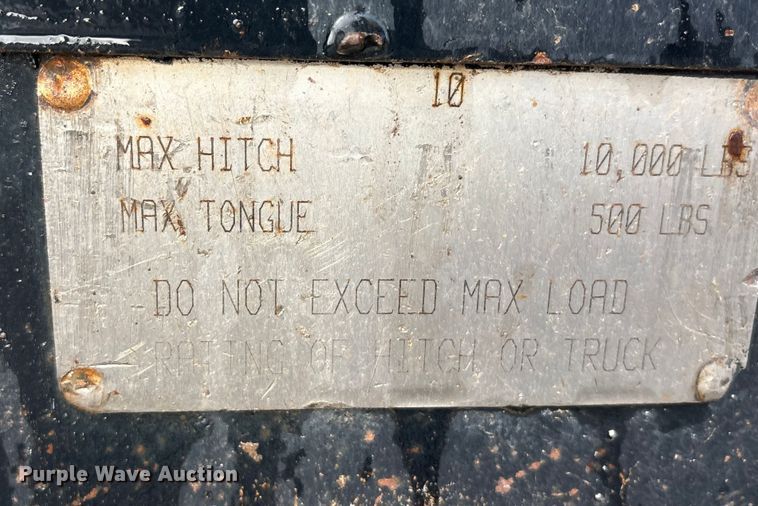 10
MAX HITCH 10,000 LBS
MAX TONGUE 500 LBS
DO NOT EXCEED MAX LOAD
RATING OF HITCH OR TRUCK
Purple Wave Auction